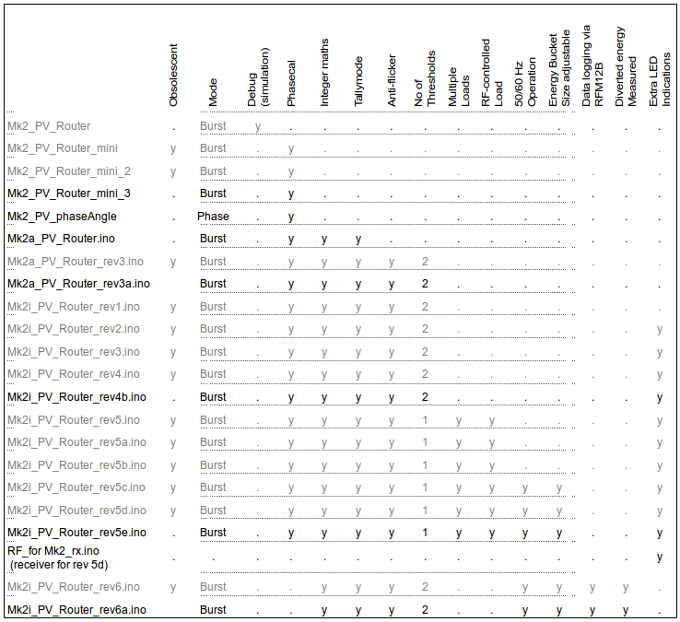 Obsolescent
Mode
Debug
(simulation)
Phasecal
Integer maths
Tallymode
Anti-flicker
No of
Thresholds
Multiple
Loads
RF-controlled
Load
50/60 Hz
Operation
Energy Bucket
Size adjustable
Data logging via
RFM12B
Diverted energy
Measured
Extra LED
Indications
Mk2_PV_Router . Burst y . . . . . . . . . . . .
Mk2_PV_Router_mini y Burst . y . . . . . . . . . . .
Mk2_PV_Router_mini_2 y Burst . y . . . . . . . . . . .
Mk2_PV_Router_mini_3 . Burst . y . . . . . . . . . . .
Mk2_PV_phaseAngle . Phase . y . . . . . . . . . . .
Mk2a_PV_Router.ino . Burst . y y y . . . . . . . . .
Mk2a_PV_Router_rev3.ino y Burst . y y y y 2 . . . . . . .
Mk2a_PV_Router_rev3a.ino . Burst . y y y y 2 . . . . . . .
Mk2i_PV_Router_rev1.ino y Burst . y y y y 2 . . . . . . .
Mk2i_PV_Router_rev2.ino y Burst . y y y y 2 . . . . . . y
Mk2i_PV_Router_rev3.ino y Burst . y y y y 2 . . . . . . y
Mk2i_PV_Router_rev4.ino y Burst . y y y y 2 . . . . . . y
Mk2i_PV_Router_rev4b.ino . Burst . y y y y 2 . . . . . . y
Mk2i_PV_Router_rev5.ino y Burst . y y y y 1 y y . . . . y
Mk2i_PV_Router_rev5a.ino y Burst . y y y y 1 y y . . . . y
Mk2i_PV_Router_rev5b.ino y Burst . y y y y 1 y y . . . . y
Mk2i_PV_Router_rev5c.ino y Burst . y y y y 1 y y y y . . y
Mk2i_PV_Router_rev5d.ino y Burst . y y y y 1 y y y y . . y
Mk2i_PV_Router_rev5e.ino . Burst . y y y y 1 y y y y . . y
RF_for Mk2_rx.ino
(receiver for rev 5d) . . . . . . . . . . . . . . y
Mk2i_PV_Router_rev6.ino y Burst . . y y y 2 . . y y y y .
Mk2i_PV_Router_rev6a.ino Burst . . y y y 2 . . y y y y .